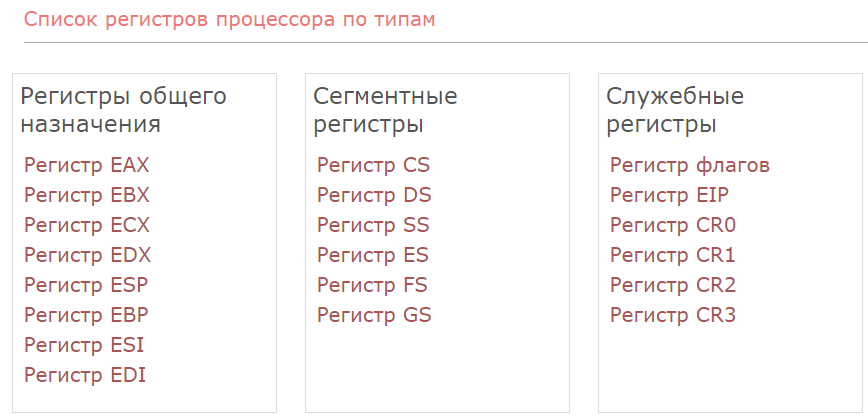 Список регистров процессора по типам
Регистры общего
назначения
Регистр EAX
Регистр EBX
Регистр ECX
Регистр EDX
Регистр ESP
Регистр EBP
Регистр ESI
Регистр EDI
Сегментные
регистры
Регистр CS
Регистр DS
Регистр SS
Регистр ES
Регистр FS
Регистр GS
Служебные
регистры
Регистр флагов
Регистр EIP
Регистр CR0
Регистр CR1
Регистр CR2
Регистр CR3